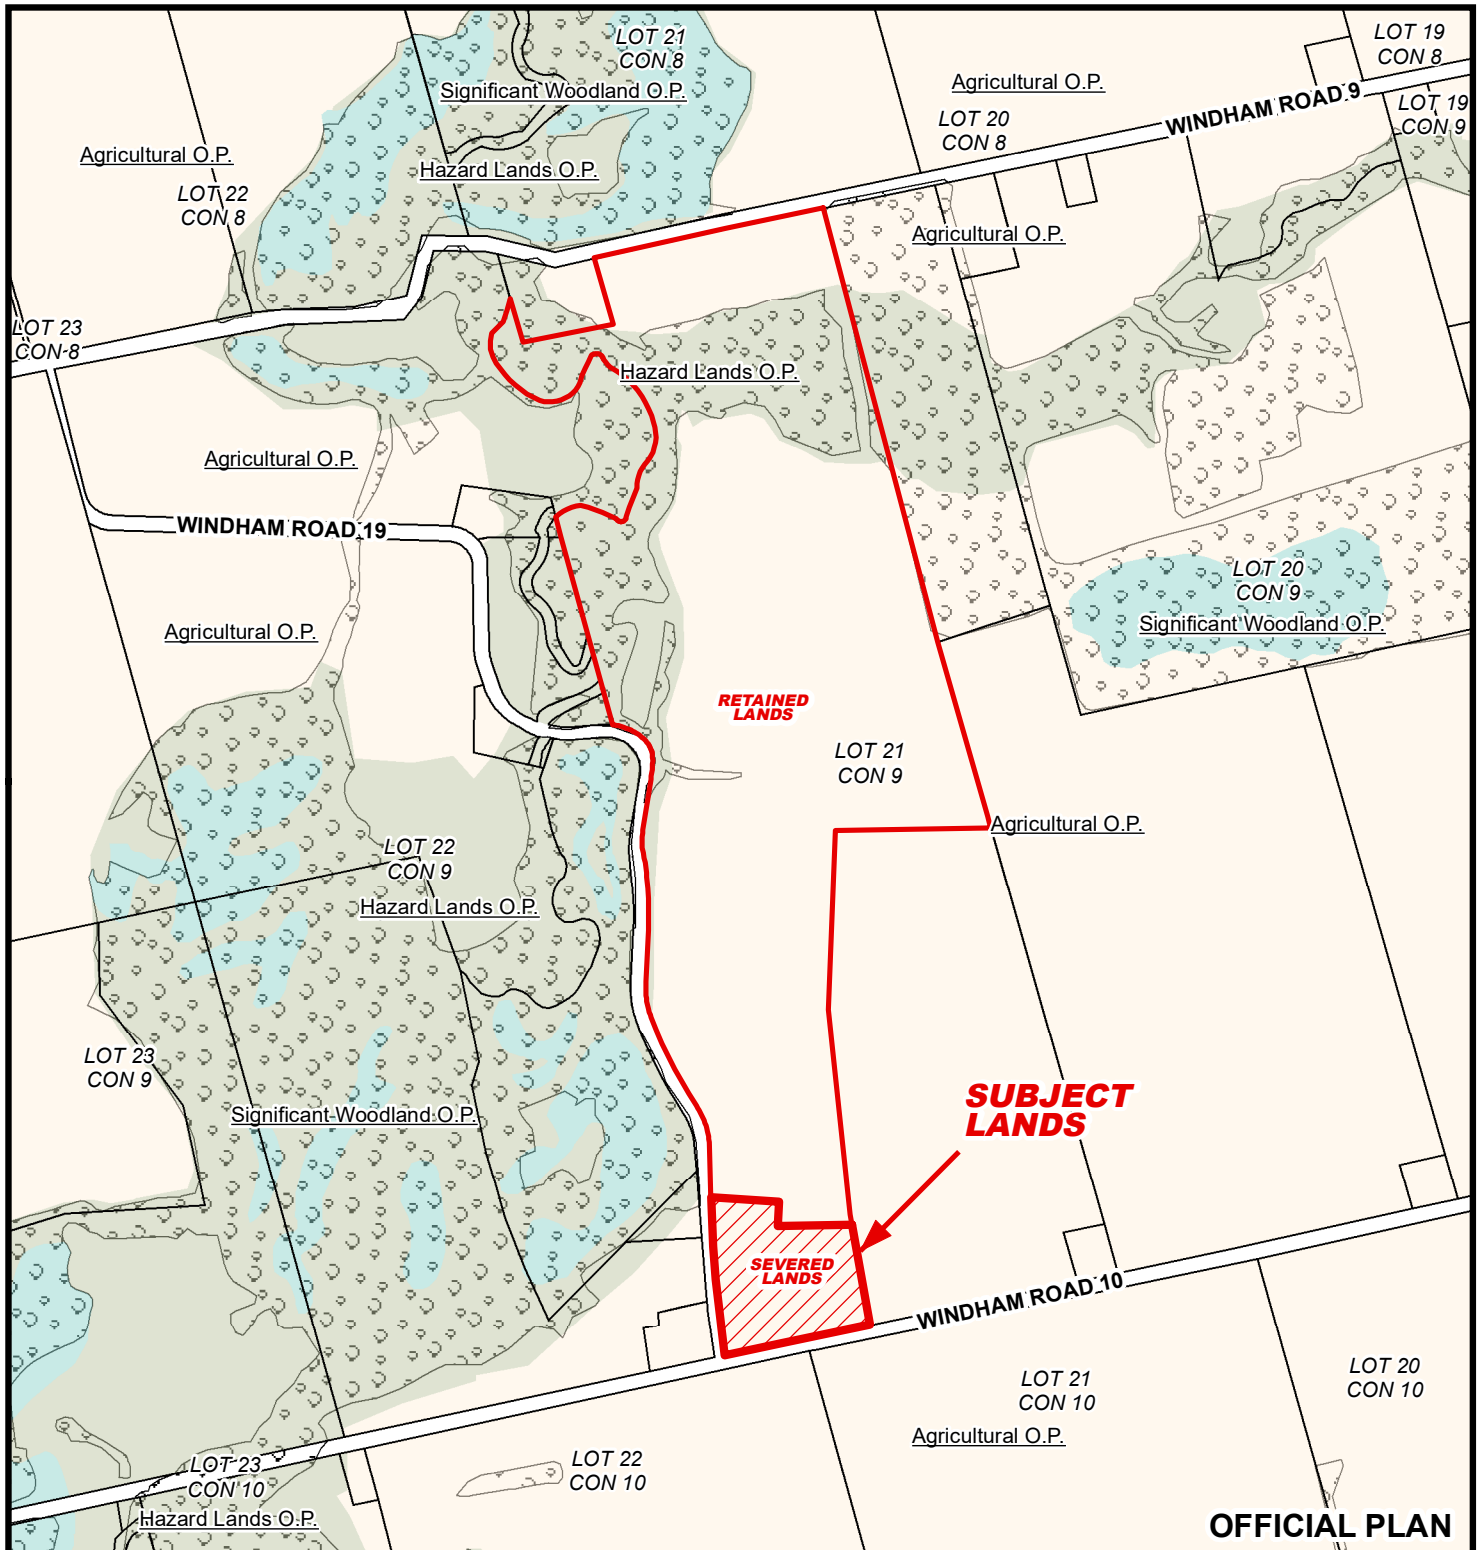 LOT 21
CON 8
LOT 19
CON 8
Significant Woodland O.P.
Agricultural O.P.
WINDHAM ROAD 9
LOT 19
CON 9
LOT 20
CON 8
Agricultural O.P.
Hazard Lands O.P.
LOT 22
CON 8
Agricultural O.P.
LOT 23
CON 8
Hazard Lands O.P.
Agricultural O.P.
WINDHAM ROAD 19
LOT 20
CON 9
Significant Woodland O.P.
Agricultural O.P.
RETAINED
LANDS
LOT 21
CON 9
Agricultural O.P.
LOT 22
CON 9
Hazard Lands O.P.
LOT 23
CON 9
Significant Woodland O.P.
SUBJECT
LANDS
SEVERED
LANDS
WINDHAM ROAD 10
LOT 21
CON 10
LOT 20
CON 10
Agricultural O.P.
LOT 22
CON 10
LOT 23
CON 10
Hazard Lands O.P.
OFFICIAL PLAN